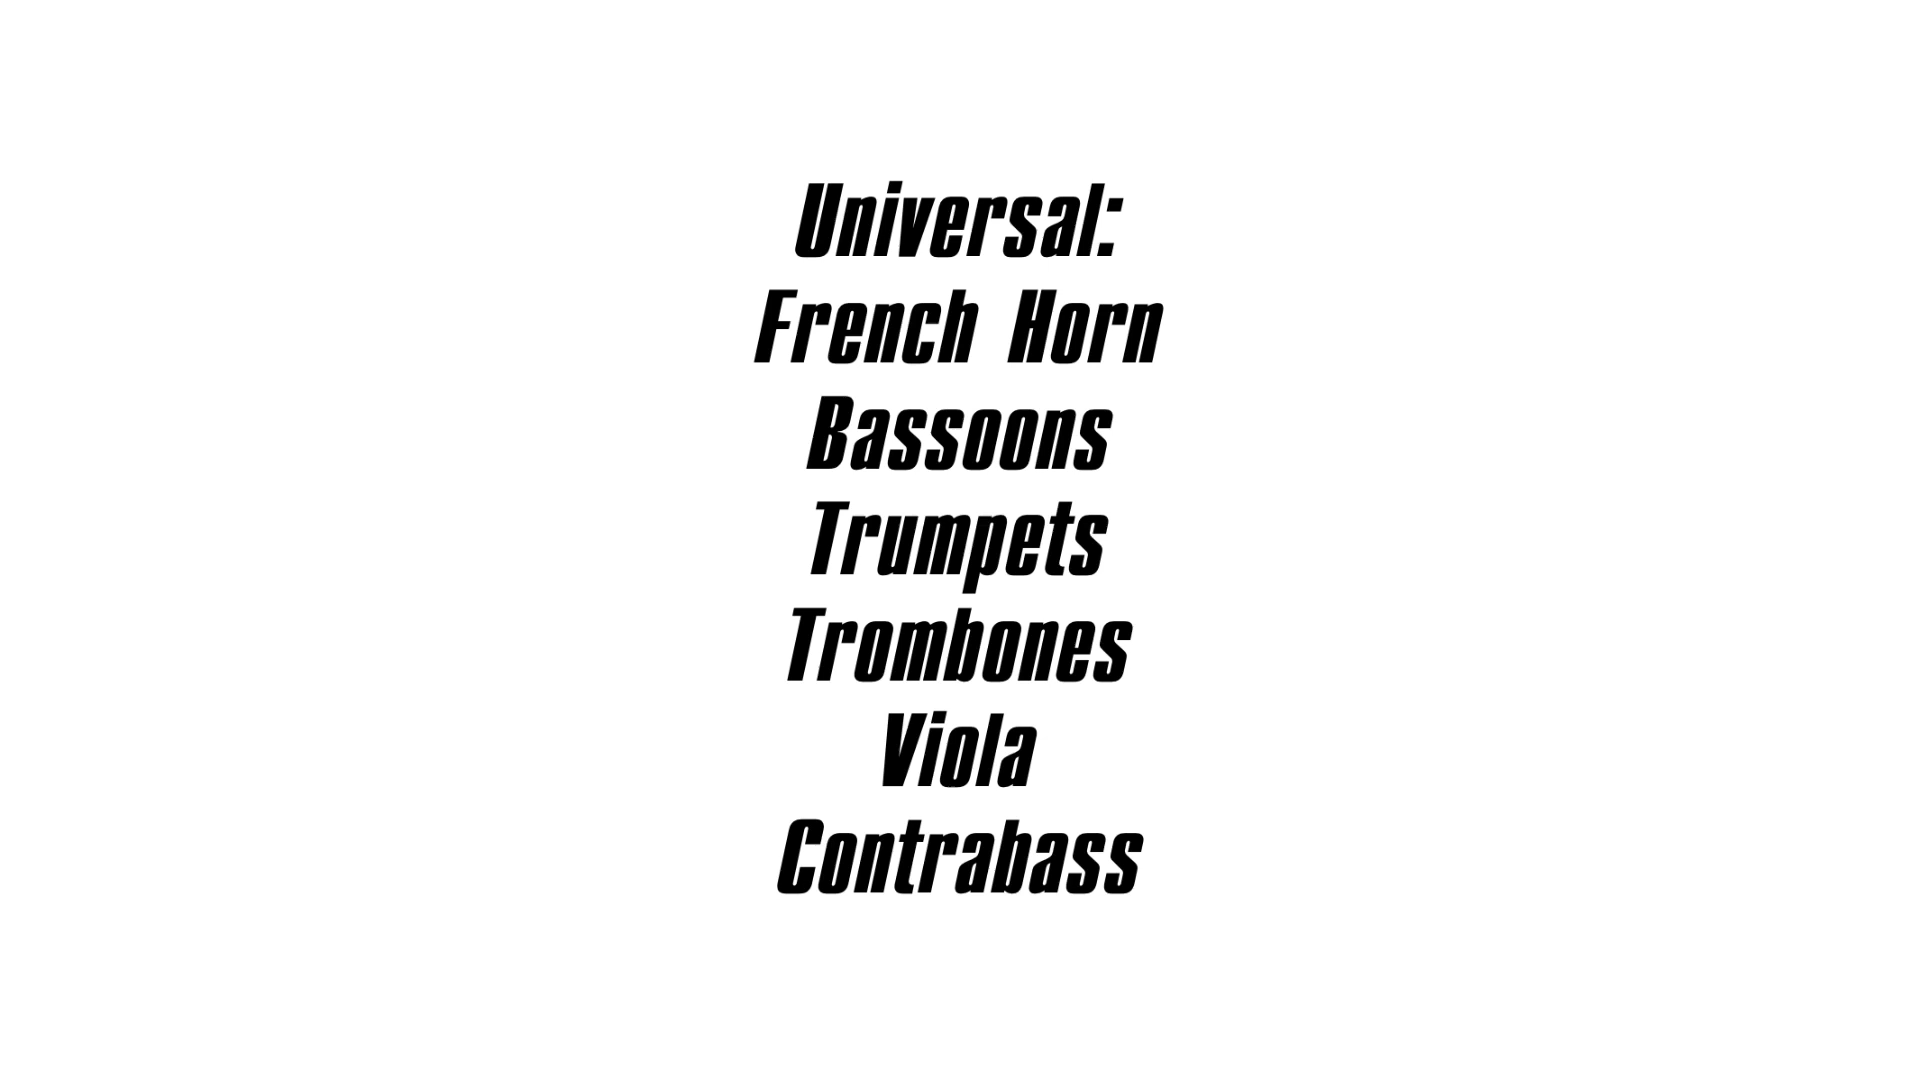 Universal:
French Horn
Bassoons
Trumpets
Trombones
Viola
Contrabass